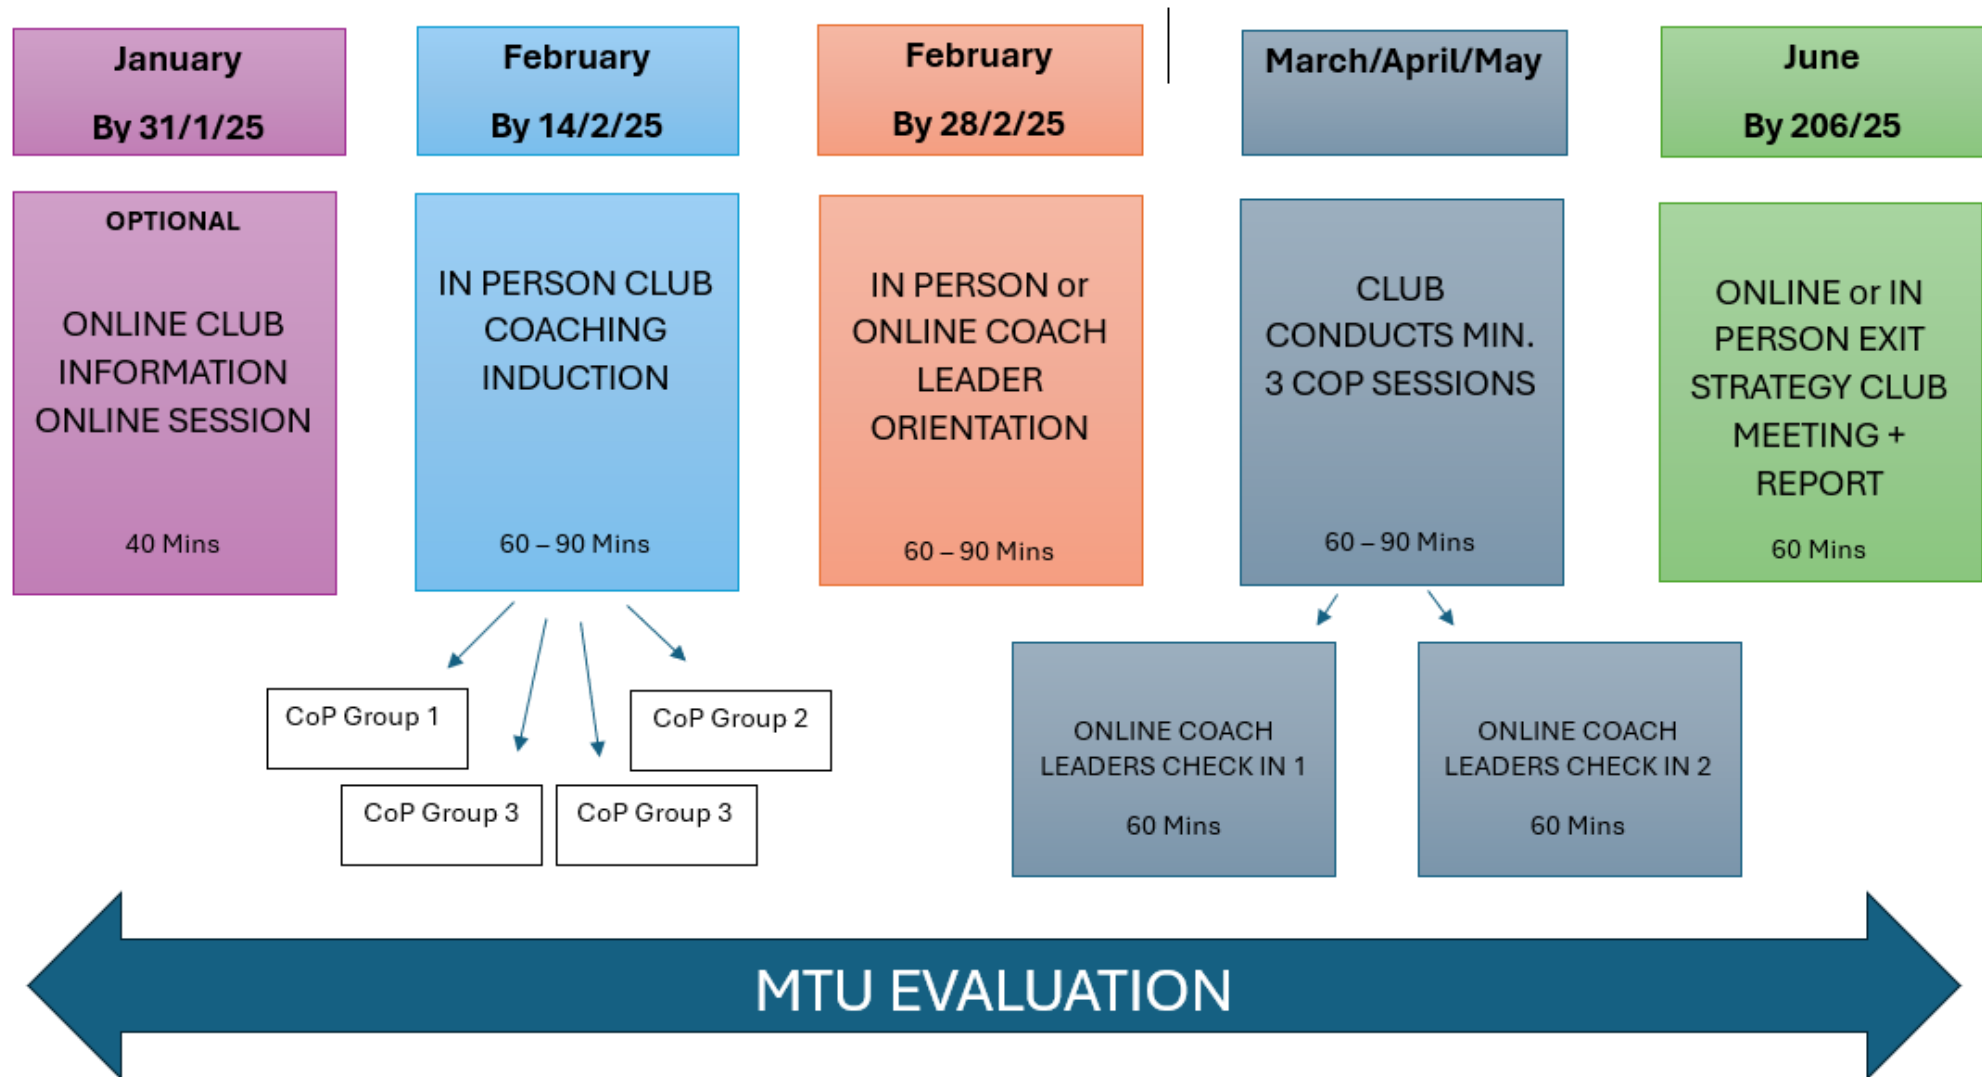 January
By 31/1/25
February
By 14/2/25
February
By 28/2/25
March/April/May
June
By 206/25
OPTIONAL
ONLINE CLUB
INFORMATION
ONLINE SESSION
40 Mins
IN PERSON CLUB
COACHING
INDUCTION
60 – 90 Mins
IN PERSON or
ONLINE COACH
LEADER
ORIENTATION
60 – 90 Mins
CLUB
CONDUCTS MIN.
3 COP SESSIONS
60 – 90 Mins
ONLINE or IN
PERSON EXIT
STRATEGY CLUB
MEETING +
REPORT
60 Mins
CoP Group 1
CoP Group 2
CoP Group 3
CoP Group 3
ONLINE COACH
LEADERS CHECK IN 1
60 Mins
ONLINE COACH
LEADERS CHECK IN 2
60 Mins
MTU EVALUATION